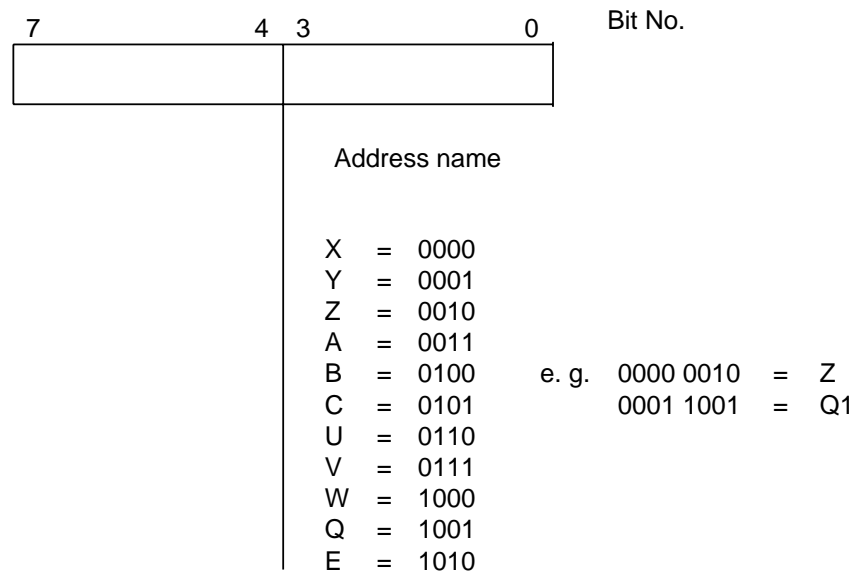 7 4 3 0 Bit No.
Address name
X = 0000
Y = 0001
Z = 0010
A = 0011
B = 0100 e. g. 0000 0010 = Z
C = 0101 0001 1001 = Q1
U = 0110
V = 0111
W = 1000
Q = 1001
E = 1010